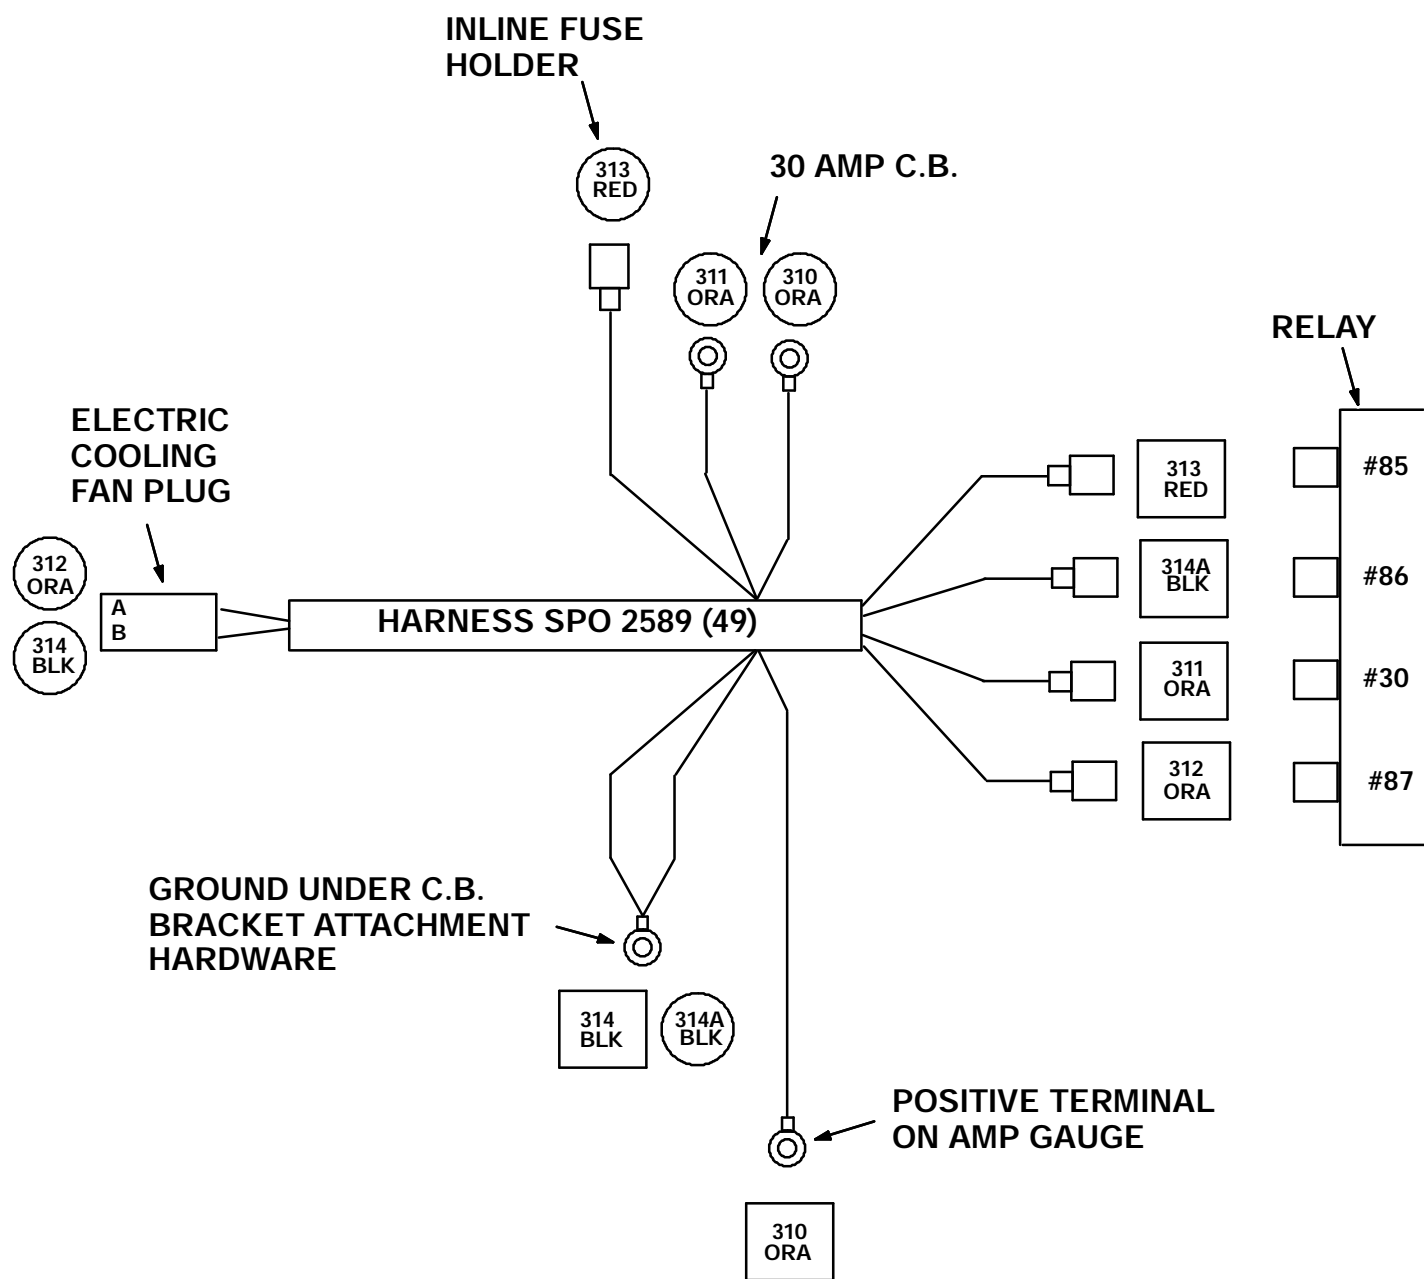 INLINE FUSE
HOLDER
313
RED
30 AMP C.B.
311
ORA
310
ORA
RELAY
ELECTRIC
COOLING
FAN PLUG
312
ORA
314
BLK
A
B
HARNESS SPO 2589 (49)
313
RED
#85
314A
BLK
#86
311
ORA
#30
312
ORA
#87
GROUND UNDER C.B.
BRACKET ATTACHMENT
HARDWARE
314
BLK
314A
BLK
POSITIVE TERMINAL
ON AMP GAUGE
310
ORA